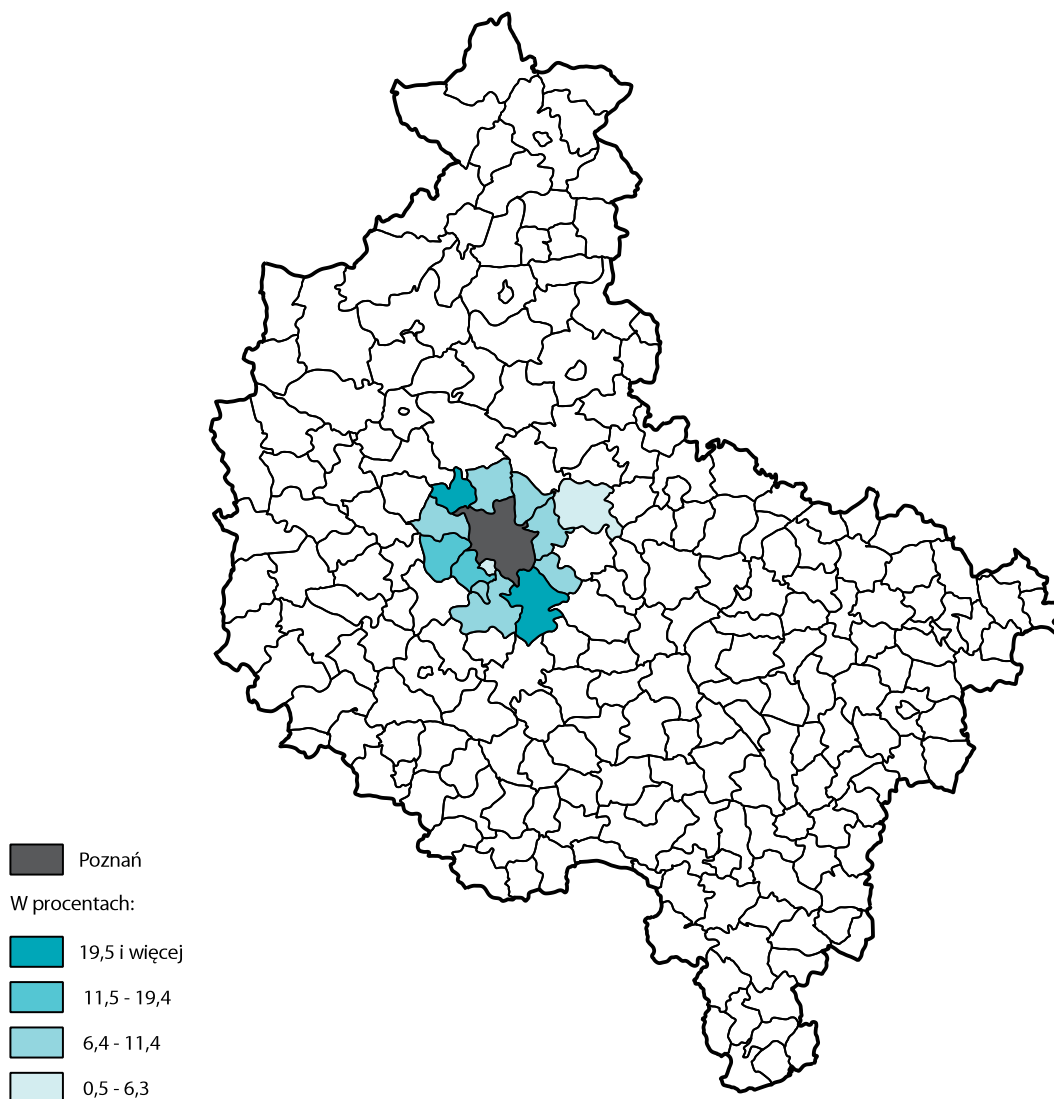 Poznań
W procentach:
19,5 i więcej
11,5 - 19,4
6,4 - 11,4
0,5 - 6,3